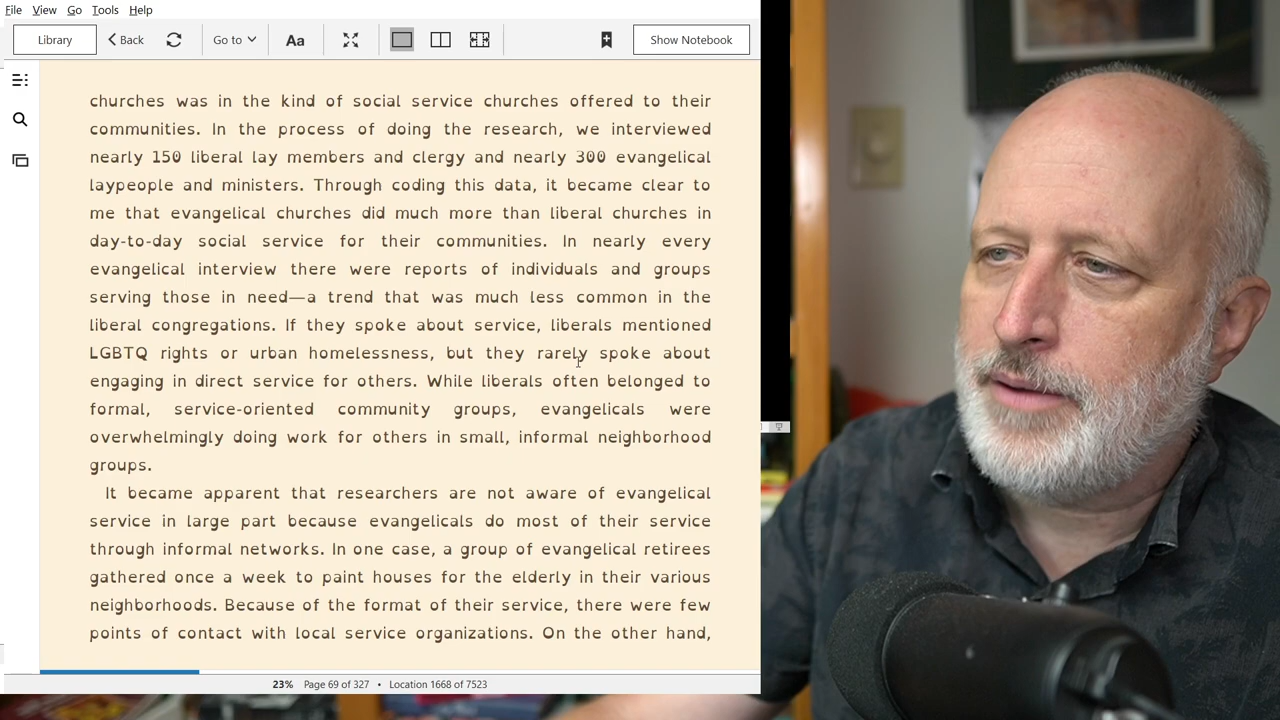 File View Go Tools Help
Library Back Go to Aa Show Notebook
churches was in the kind of social service churches offered to their
communities. In the process of doing the research, we interviewed
nearly 150 liberal lay members and clergy and nearly 300 evangelical
laypeople and ministers. Through coding this data, it became clear to
me that evangelical churches did much more than liberal churches in
day-to-day social service for their communities. In nearly every
evangelical interview there were reports of individuals and groups
serving those in need—a trend that was much less common in the
liberal congregations. If they spoke about service, liberals mentioned
LGBTQ rights or urban homelessness, but they rarely spoke about
engaging in direct service for others. While liberals often belonged to
formal, service-oriented community groups, evangelicals were
overwhelmingly doing work for others in small, informal neighborhood
groups.
It became apparent that researchers are not aware of evangelical
service in large part because evangelicals do most of their service
through informal networks. In one case, a group of evangelical retirees
gathered once a week to paint houses for the elderly in their various
neighborhoods. Because of the format of their service, there were few
points of contact with local service organizations. On the other hand,
23% Page 69 of 327 • Location 1668 of 7523